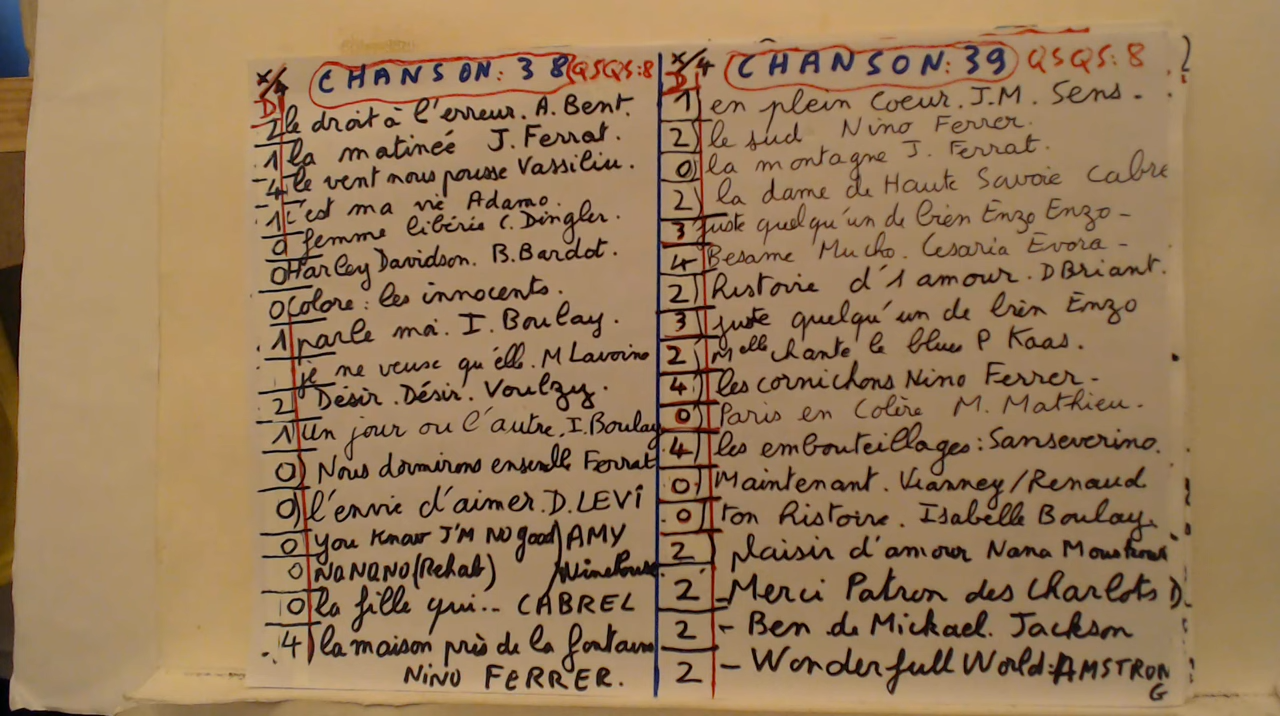 x/4 CHANSON: 38 QSQS:8
D
2 le droit à l'erreur. A. Bent.
1 la matineé J. Ferrat.
4 le vent nous pousse Vassiliu.
1 c'est ma vie Adamo.
0 femme libérée C. Dingler.
0 Harley Davidson. B. Bardot.
0 Colore: les innocents.
1 parle moi. I. Boulay.
je ne veuse qu'elle. M Lavoine
2 Désir. Désir. Voulzy.
1 un jour ou l'autre. I. Boulay
0 Nous dormirons ensemble Ferrat
0 l'envie d'aimer. D. LEVi
0 you know J'M NO good) AMY
0 NANANO (Rehab) /Winehouse
0 la fille qui... CABREL
4 la maison près de la fontaine
NiNO FERRER.
x/4 CHANSON: 39 QSQS: 8
D
1) en plein Coeur. J.M. Sens.
2) le sud Nino Ferrer.
0) la montagne J. Ferrat.
2) la dame de Haute Savoie Cabre
3 juste quelqu'un de bien Enzo Enzo-
4 Besame Mucho. Cesaria Evora-
2) histoire d'1 amour. D Briant.
3) juste quelqu'un de bien Enzo
2) Melle chante le blues P Kaas.
4) les cornichons Nino Ferrer-
0) Paris en Colère M. Mathieu.
4) les embouteillages: Sanseverino.
0) Maintenant. Vianney/Renaud
0) ton histoire. Isabelle Boulay.
2 plaisir d'amour Nana Mouskouri
2 -Merci Patron des Charlots D
2 - Ben de Mickael. Jackson
2 - Wonderfull World: AMSTRON
G